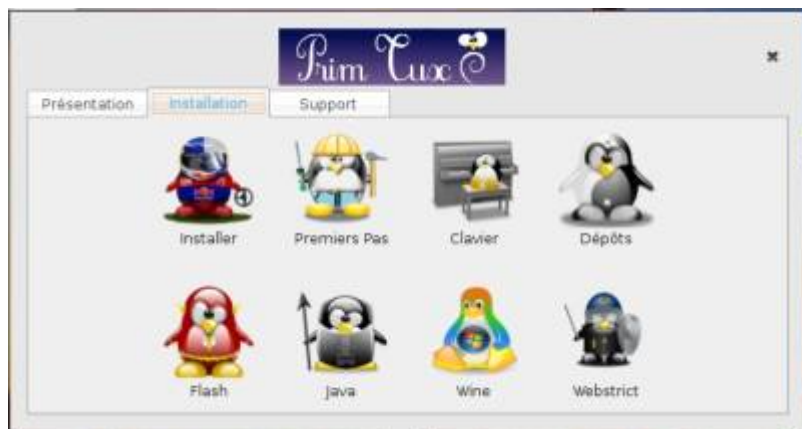 Prim Tux
Présentation Installation Support
Installer Premiers Pas Clavier Dépôts
Flash Java Wine Webstrict